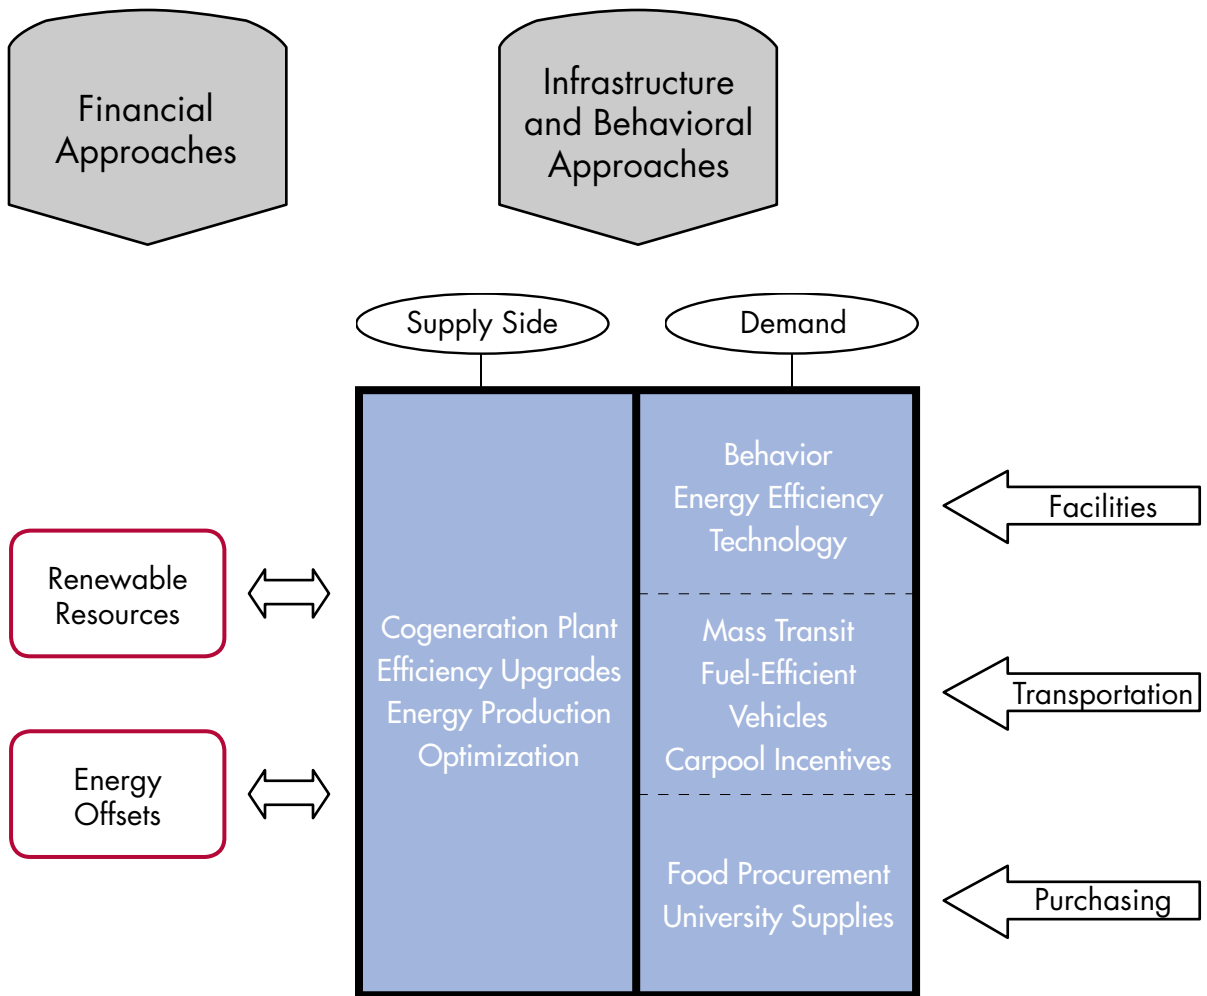 Financial
Approaches
Infrastructure
and Behavioral
Approaches
Supply Side
Demand
Renewable
Resources
Energy
Offsets
Cogeneration Plant
Efficiency Upgrades
Energy Production
Optimization
Behavior
Energy Efficiency
Technology
Mass Transit
Fuel-Efficient
Vehicles
Carpool Incentives
Food Procurement
University Supplies
Facilities
Transportation
Purchasing